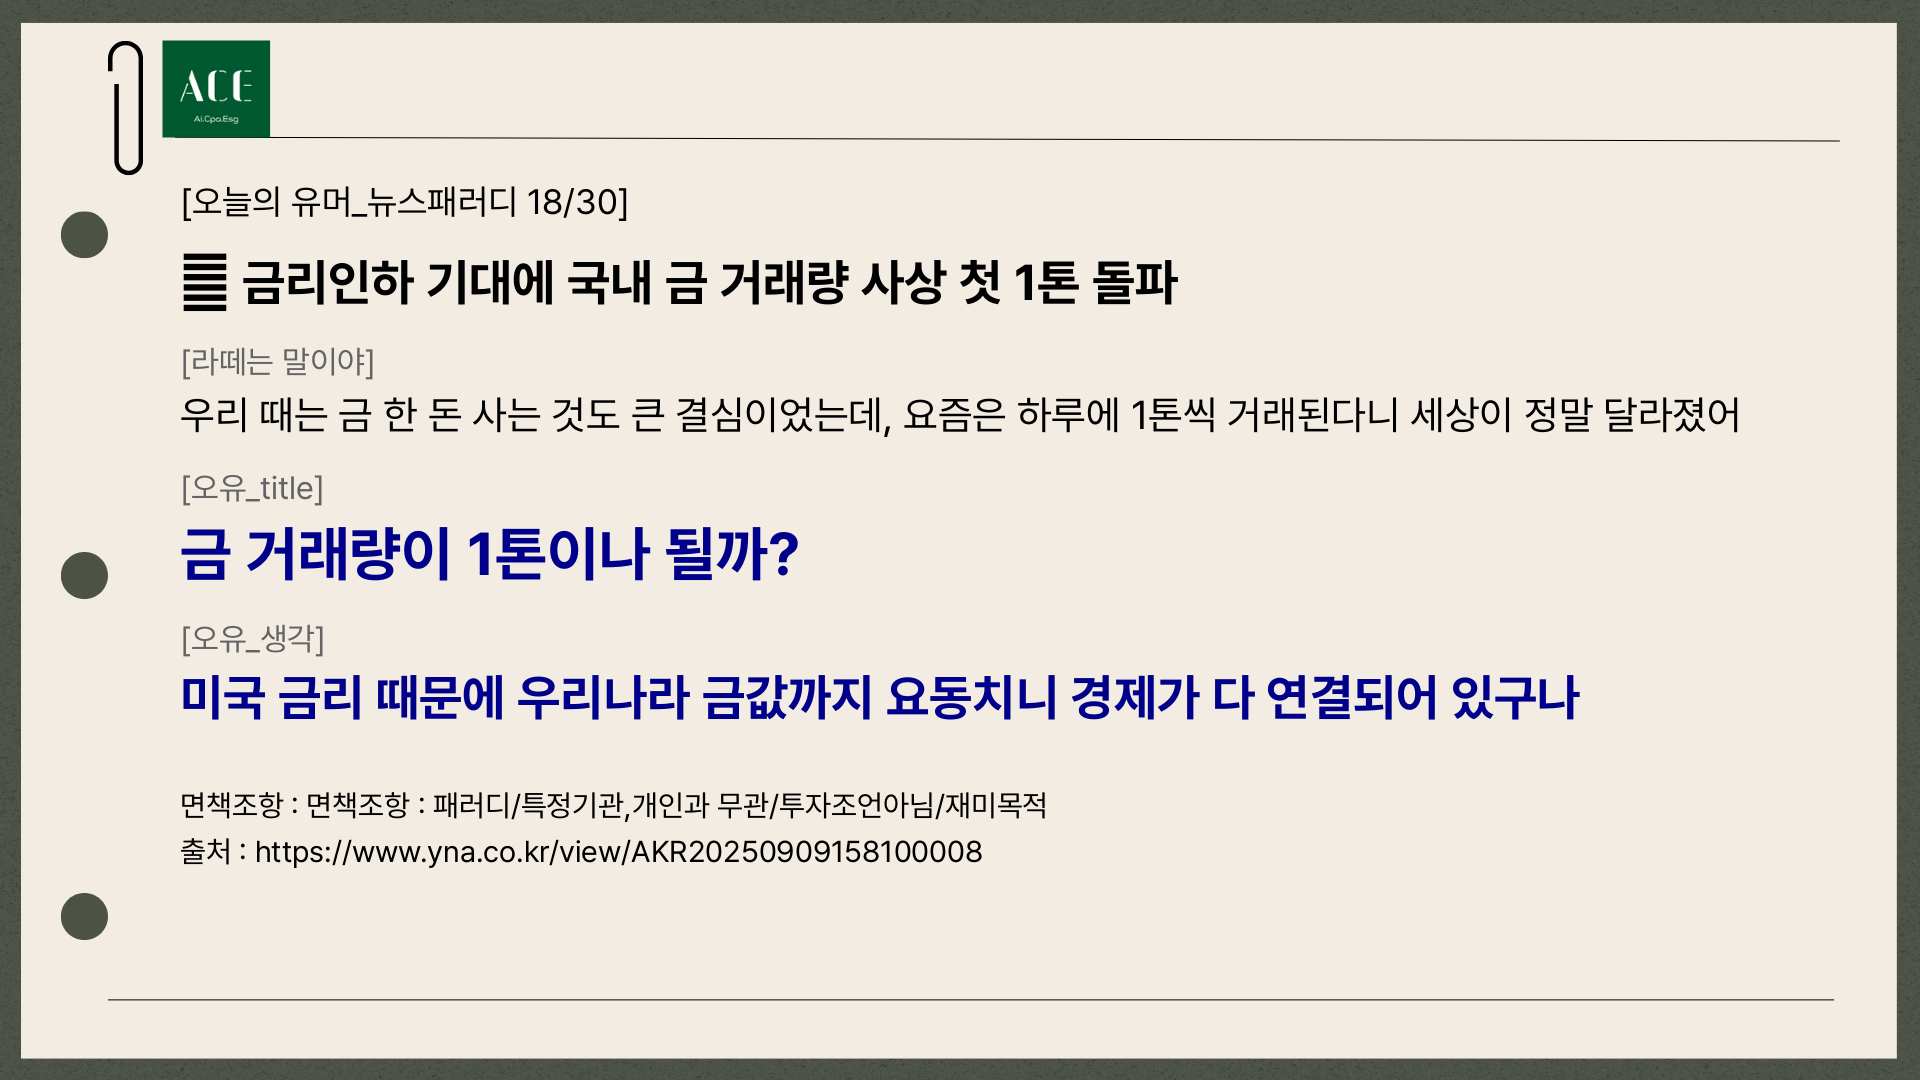 ACE
Ai.Cpa.Esg
[오늘의 유머_뉴스패러디 18/30]
䷁ 금리인하 기대에 국내 금 거래량 사상 첫 1톤 돌파
[라떼는 말이야]
우리 때는 금 한 돈 사는 것도 큰 결심이었는데, 요즘은 하루에 1톤씩 거래된다니 세상이 정말 달라졌어
[오유_title]
금 거래량이 1톤이나 될까?
[오유_생각]
미국 금리 때문에 우리나라 금값까지 요동치니 경제가 다 연결되어 있구나
면책조항 : 면책조항 : 패러디/특정기관,개인과 무관/투자조언아님/재미목적
출처 : https://www.yna.co.kr/view/AKR20250909158100008